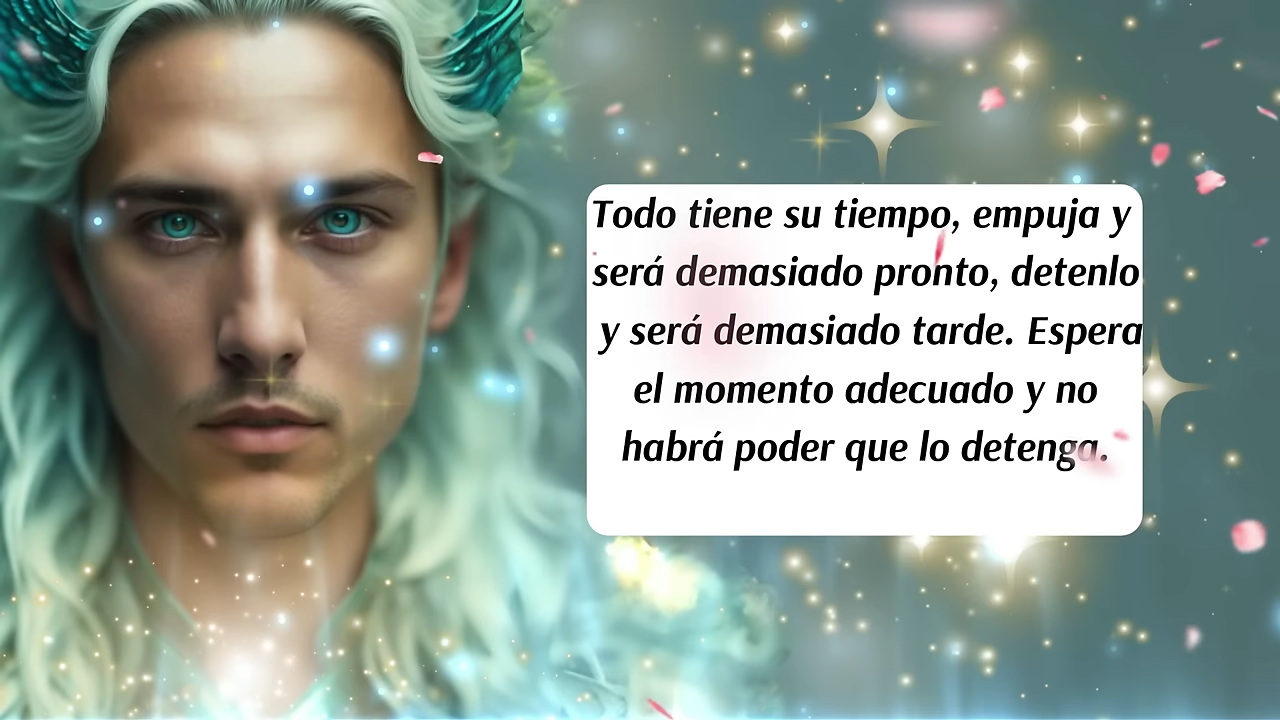 Todo tiene su tiempo, empuja y
será demasiado pronto, detenlo
y será demasiado tarde. Espera
el momento adecuado y no
habrá poder que lo detenga.